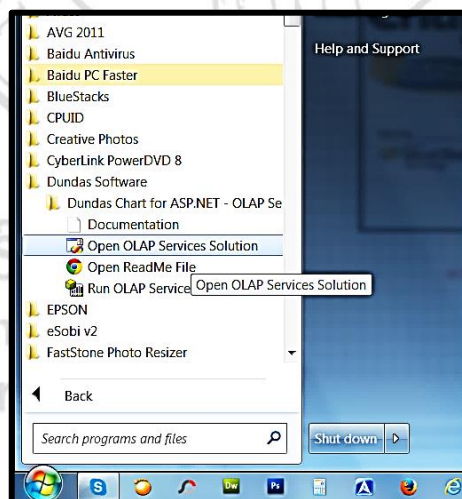 AVG 2011
Baidu Antivirus
Baidu PC Faster
BlueStacks
CPUID
Creative Photos
CyberLink PowerDVD 8
Dundas Software
Dundas Chart for ASP.NET - OLAP Se
Documentation
Open OLAP Services Solution
Open ReadMe File
Run OLAP Service
Open OLAP Services Solution
EPSON
eSobi v2
FastStone Photo Resizer
Back
Search programs and files
Help and Support
Shut down
S
Dw
Ps